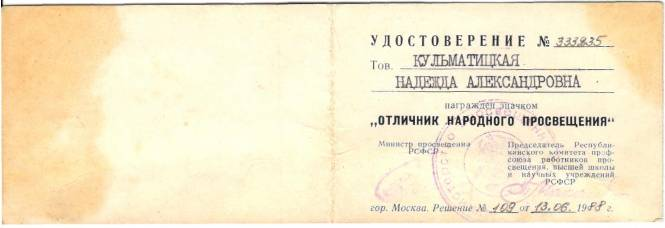 УДОСТОВЕРЕНИЕ № 333235
Тов. КУЛЬМАТИЦКАЯ
НАДЕЖДА АЛЕКСАНДРОВНА
награжден значком
„ОТЛИЧНИК НАРОДНОГО ПРОСВЕЩЕНИЯ“
Министр просвещения
РСФСР
Председатель Республи-
канского комитета проф-
союза работников про-
свещения, высшей школы
и научных учреждений
РСФСР
гор. Москва. Решение № 109 от 13.06. 1988 г.